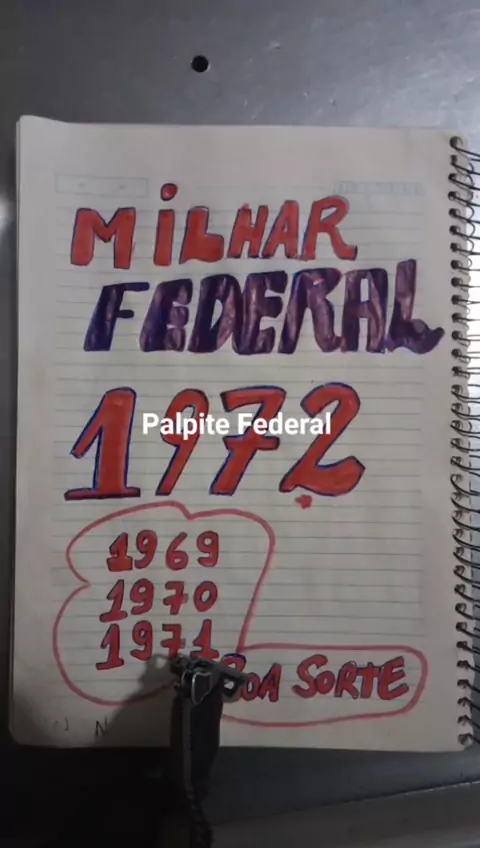 MiLHAR
FEDERAL
1972
Palpite Federal
1969
1970
1971
BOA SORTE